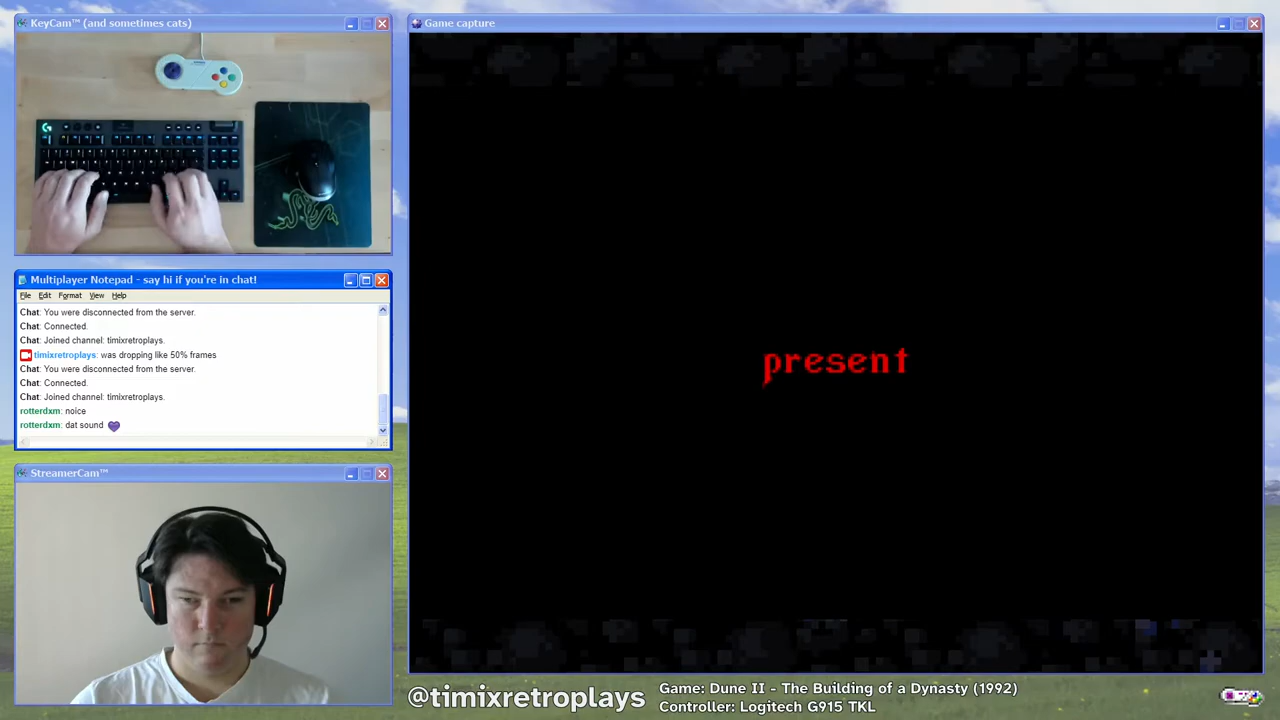 KeyCam™ (and sometimes cats)
Game capture
present
Multiplayer Notepad - say hi if you're in chat!
File Edit Format View Help
Chat: You were disconnected from the server.
Chat: Connected.
Chat: Joined channel: timixretroplays.
timixretroplays: was dropping like 50% frames
Chat: You were disconnected from the server.
Chat: Connected.
Chat: Joined channel: timixretroplays.
rotterdxm: noice
rotterdxm: dat sound
StreamerCam™
@timixretroplays
Game: Dune II - The Building of a Dynasty (1992)
Controller: Logitech G915 TKL